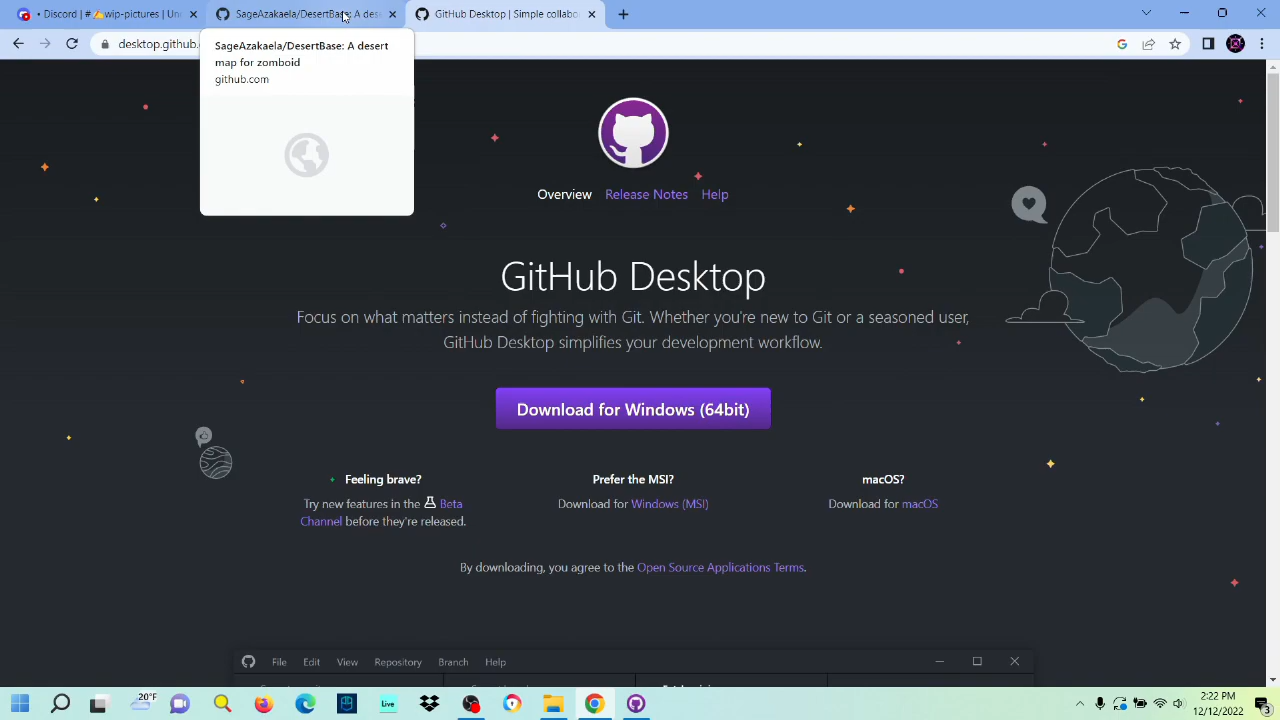 • Discord | #🔥wip-pictures | Un
SageAzakaela/DesertBase: A dese
GitHub Desktop | Simple collabo
desktop.github.
SageAzakaela/DesertBase: A desert
map for zomboid
github.com
Overview Release Notes Help
GitHub Desktop
Focus on what matters instead of fighting with Git. Whether you're new to Git or a seasoned user,
GitHub Desktop simplifies your development workflow.
Download for Windows (64bit)
Feeling brave?
Try new features in the Beta
Channel before they're released.
Prefer the MSI?
Download for Windows (MSI)
macOS?
Download for macOS
By downloading, you agree to the Open Source Applications Terms.
File Edit View Repository Branch Help
20°F
Live
2:22 PM
12/12/2022
3